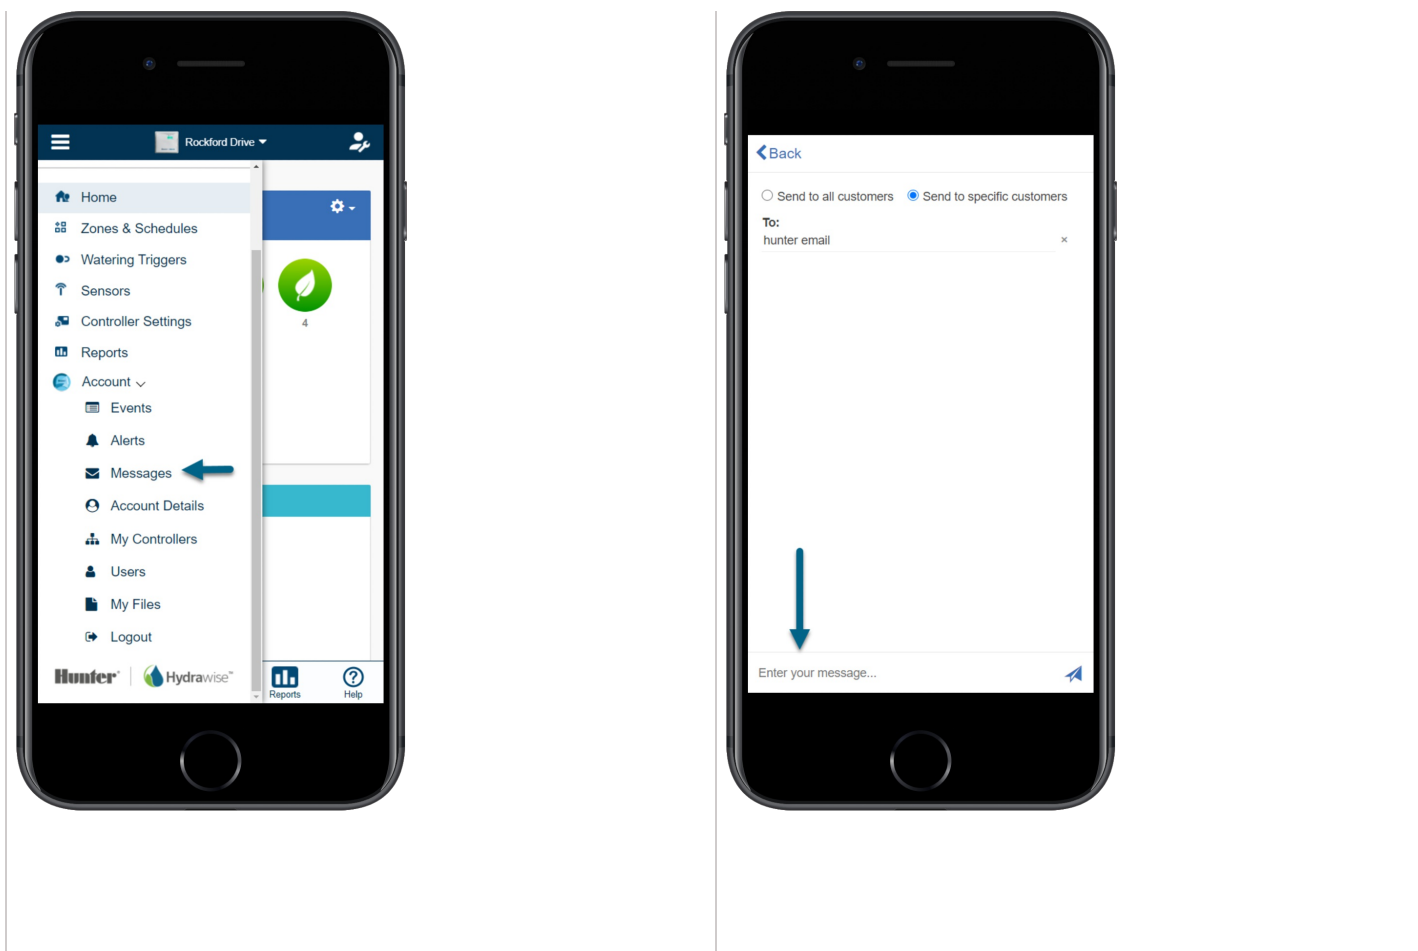 Rockford Drive
Home
Zones & Schedules
Watering Triggers
Sensors
Controller Settings
Reports
Account
Events
Alerts
Messages
Account Details
My Controllers
Users
My Files
Logout
Hunter® Hydrawise™
4
Reports
Help
Back
Send to all customers Send to specific customers
To:
hunter email ×
Enter your message...